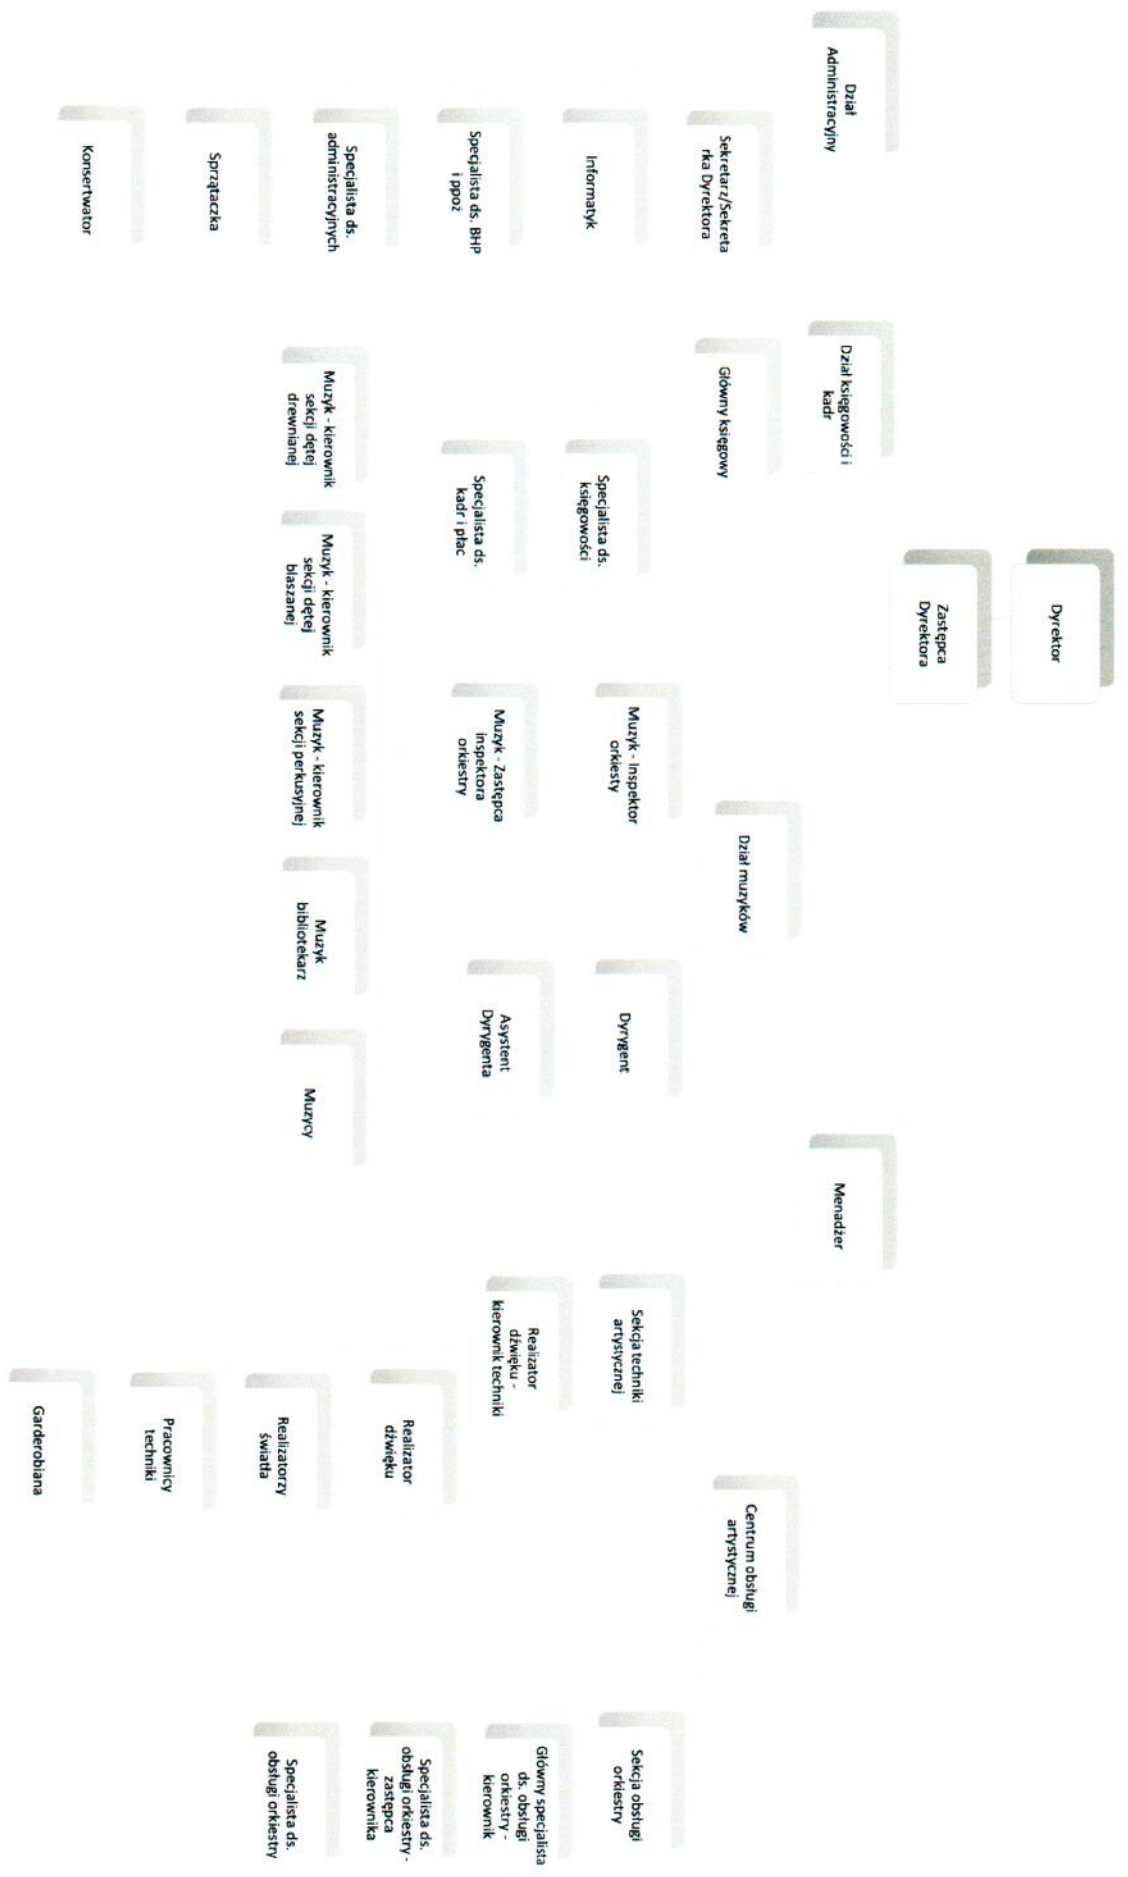 Dyrektor
Zastępca
Dyrektora
Dział
Administracyjny
Dział księgowości i
kadr
Menadżer
Sekretarz/Sekreta
rka Dyrektora
Główny księgowy
Dział muzyków
Centrum obsługi
artystycznej
Informatyk
Specjalista ds.
księgowości
Muzyk - Inspektor
orkiesty
Dyrygent
Sekcja techniki
artystycznej
Sekcja obsługi
orkiestry
Specjalista ds. BHP
i ppoż
Specjalista ds.
kadr i płac
Muzyk - Zastępca
inspektora
orkiestry
Asystent
Dyrygenta
Realizator
dźwięku -
kierownik techniki
Główny specjalista
ds. obsługi
orkiestry -
kierownik
Specjalista ds.
administracyjnych
Muzyk - kierownik
sekcji dętej
drewnianej
Muzyk - kierownik
sekcji dętej
blaszanej
Muzyk - kierownik
sekcji perkusyjnej
Muzyk
bibliotekarz
Muzycy
Realizator
dźwięku
Specjalista ds.
obsługi orkiestry -
zastępca
kierownika
Sprzątaczka
Realizatorzy
światła
Specjalista ds.
obsługi orkiestry
Konsertwator
Pracownicy
techniki
Garderobiana